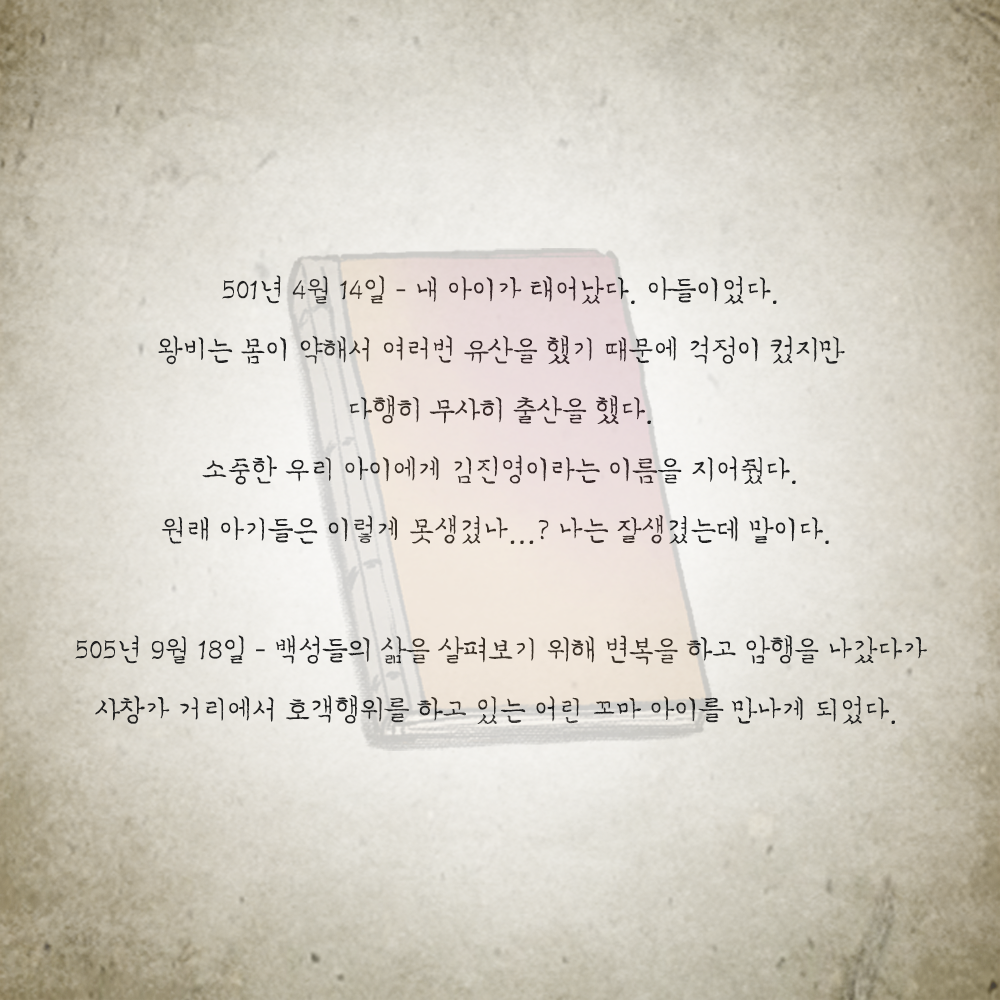 501년 4월 14일 - 내 아이가 태어났다. 아들이었다.
왕비는 몸이 약해서 여러번 유산을 했기 때문에 걱정이 컸지만
다행히 무사히 출산을 했다.
소중한 우리 아이에게 김진영이라는 이름을 지어줬다.
원래 아기들은 이렇게 못생겼나...? 나는 잘생겼는데 말이다.
505년 9월 18일 - 백성들의 삶을 살펴보기 위해 변복을 하고 암행을 나갔다가
사창가 거리에서 호객행위를 하고 있는 어린 꼬마 아이를 만나게 되었다.